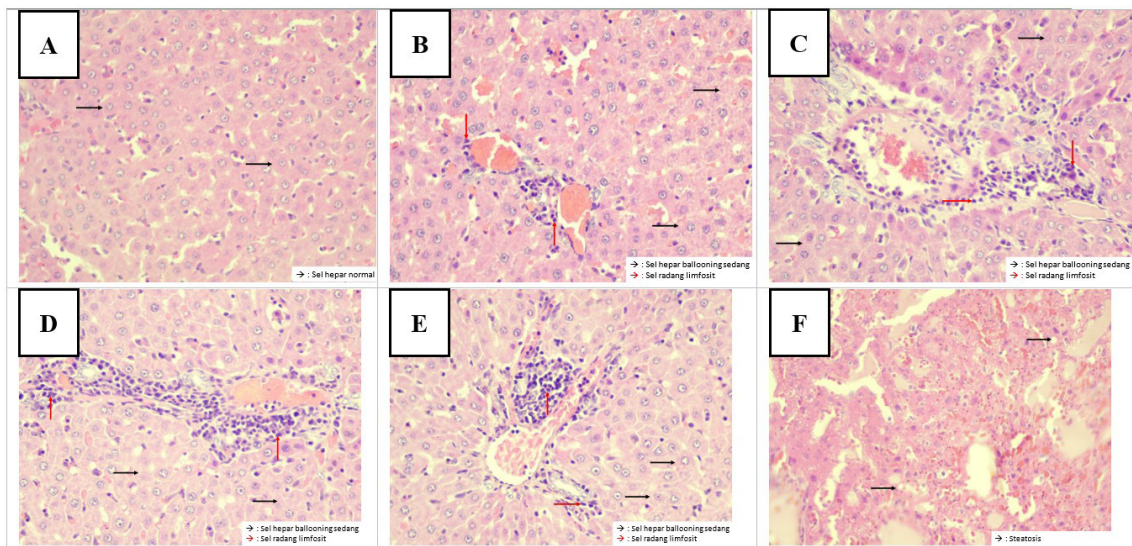 A
→ : Sel hepar normal
B
→ : Sel hepar ballooning sedang
→ : Sel radang limfosit
C
→ : Sel hepar ballooning sedang
→ : Sel radang limfosit
D
→ : Sel hepar ballooning sedang
→ : Sel radang limfosit
E
→ : Sel hepar ballooning sedang
→ : Sel radang limfosit
F
→ : Steatosis